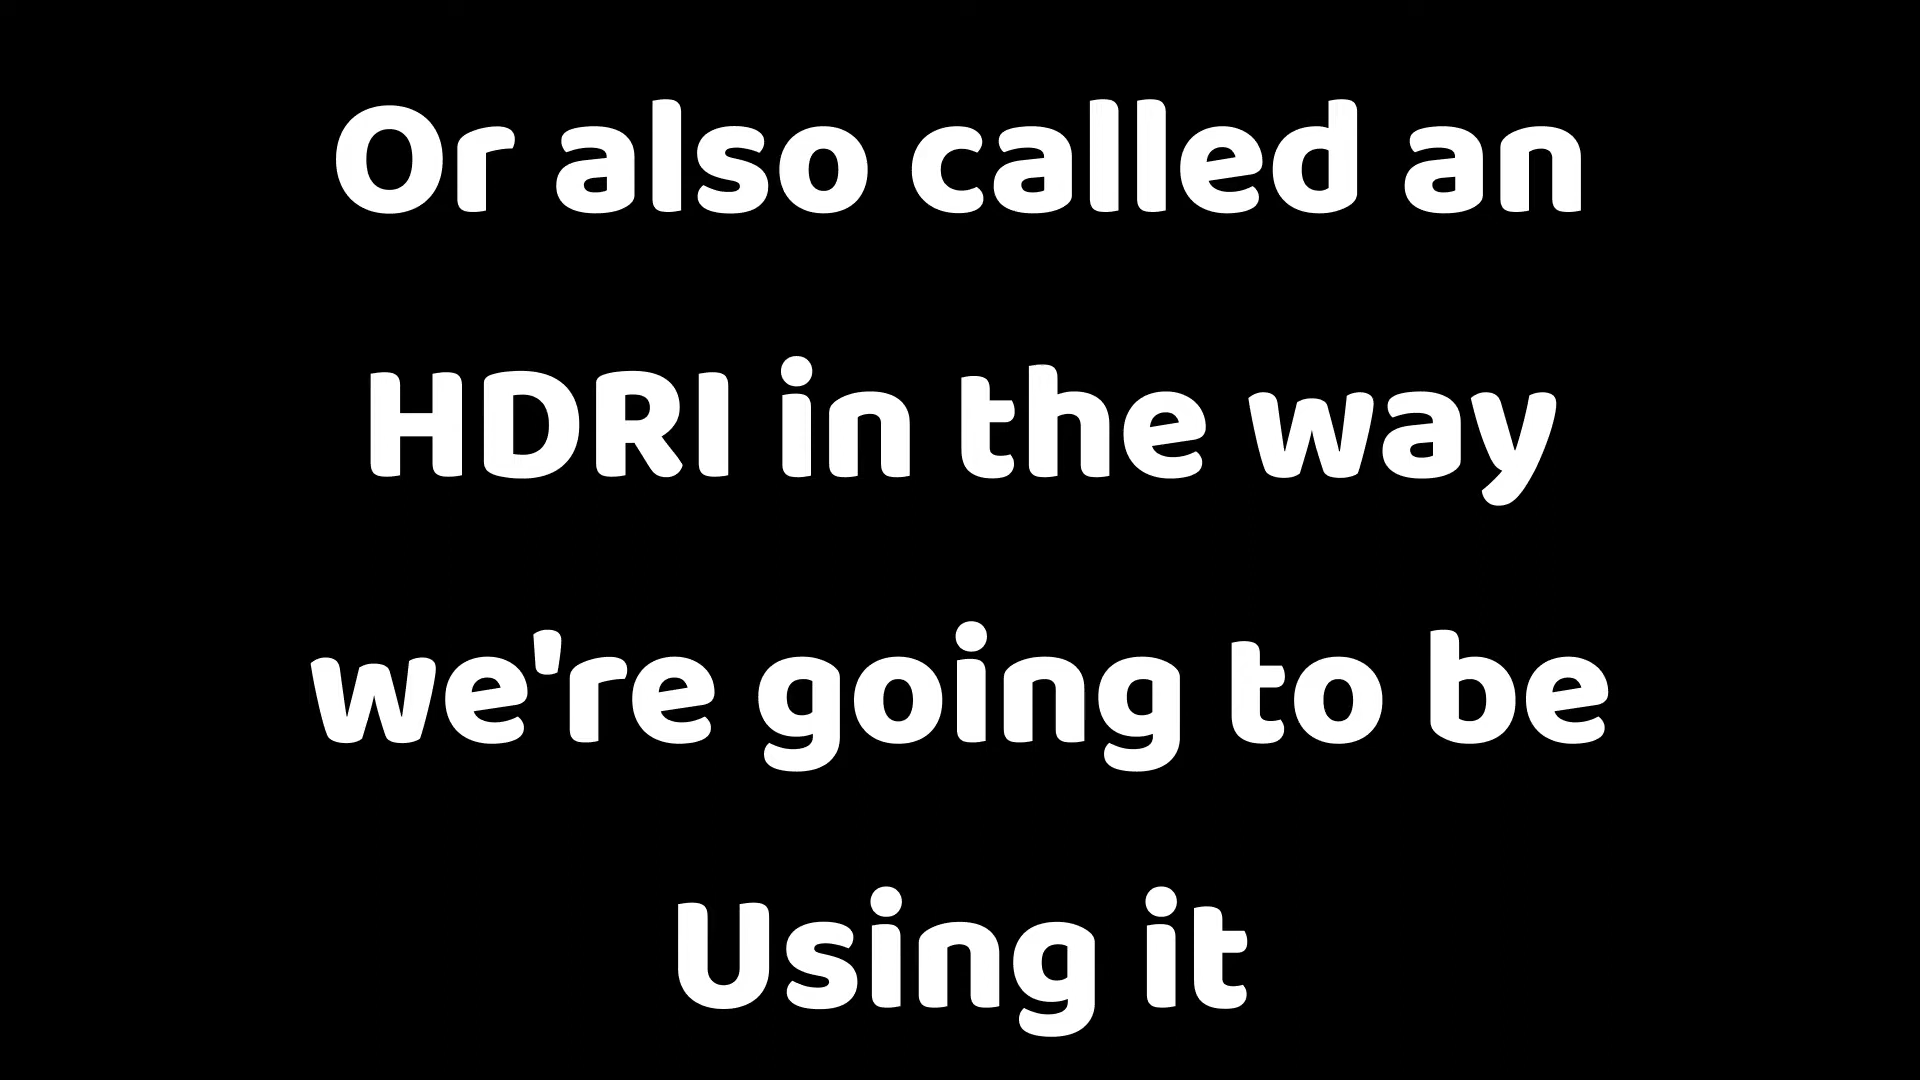 Or also called an
HDRI in the way
we're going to be
Using it